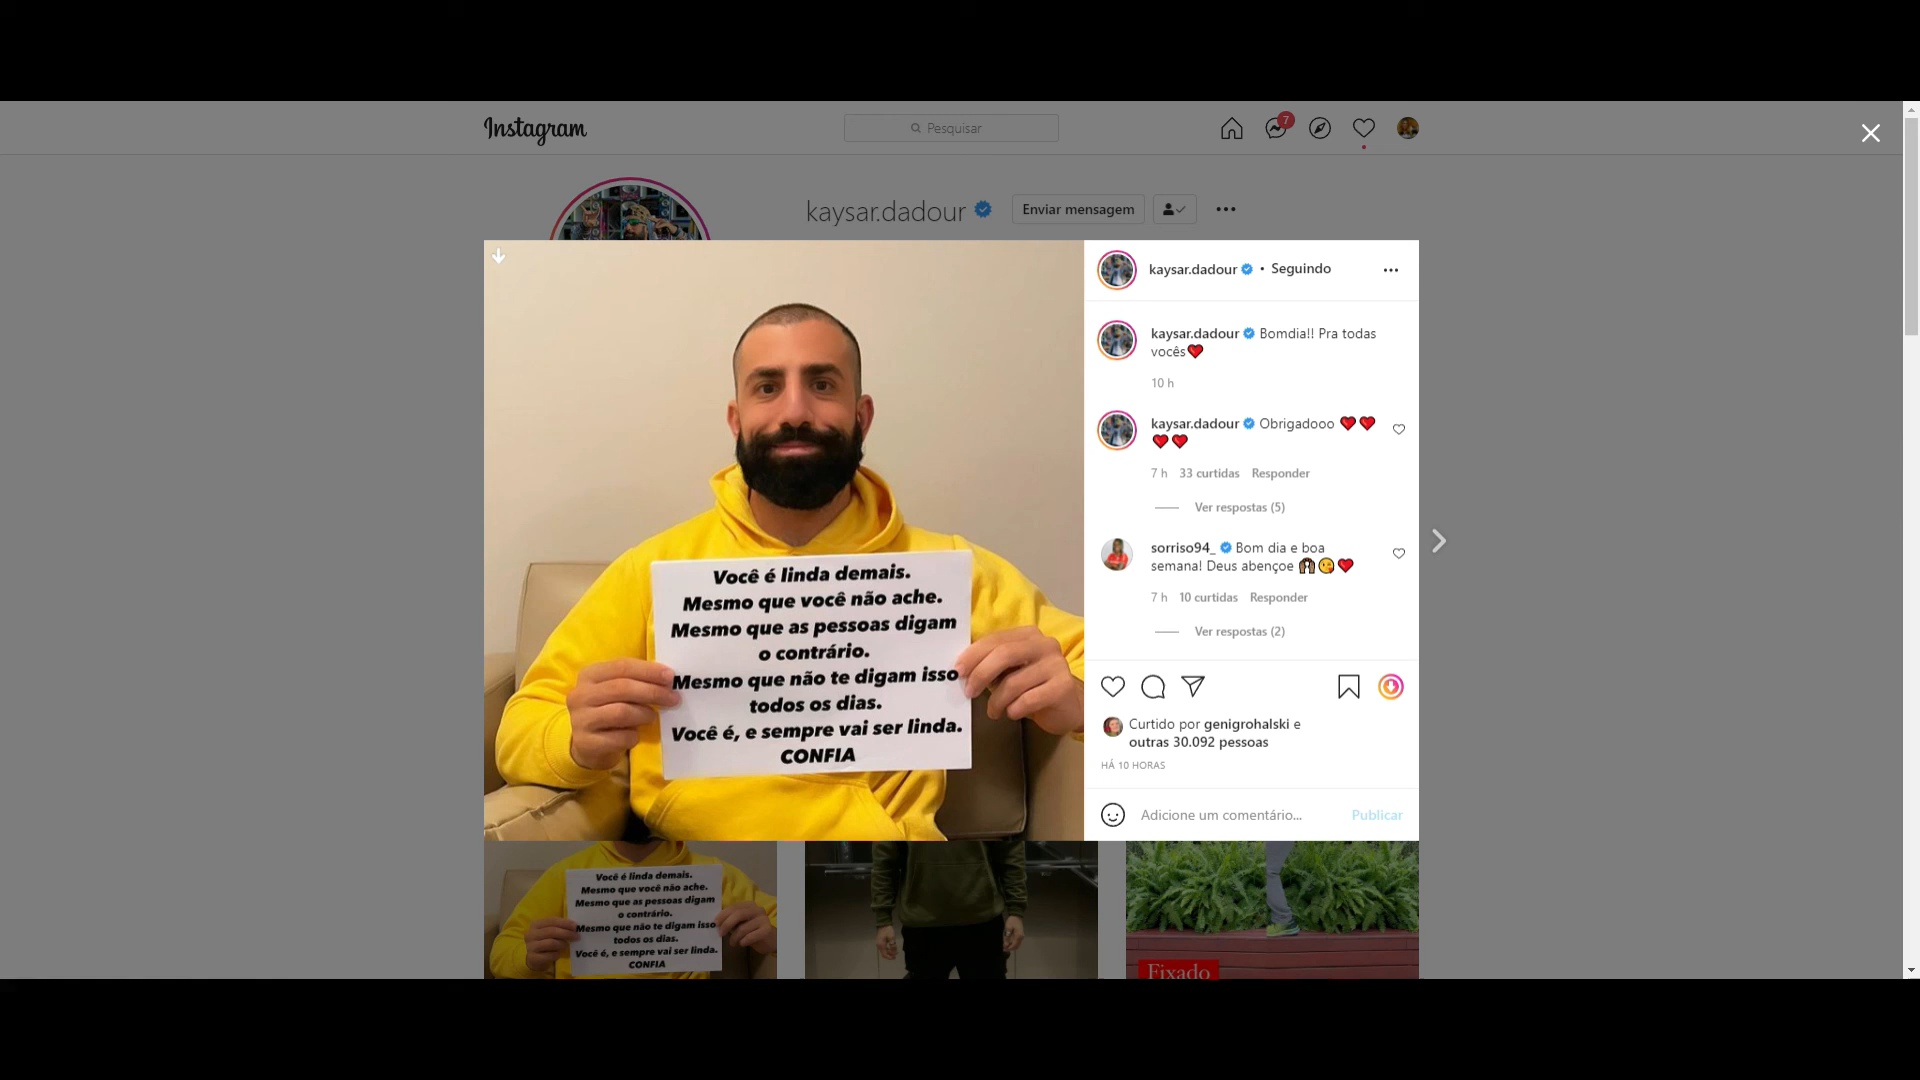 Instagram
Pesquisar
7
kaysar.dadour
Enviar mensagem
kaysar.dadour • Seguindo
kaysar.dadour Bomdia!! Pra todas
vocês
10 h
kaysar.dadour Obrigadooo
7 h 33 curtidas Responder
Ver respostas (5)
sorriso94_ Bom dia e boa
semana! Deus abençoe
7 h 10 curtidas Responder
Ver respostas (2)
Curtido por genigrohalski e
outras 30.092 pessoas
HÁ 10 HORAS
Adicione um comentário... Publicar
Você é linda demais.
Mesmo que você não ache.
Mesmo que as pessoas digam
o contrário.
Mesmo que não te digam isso
todos os dias.
Você é, e sempre vai ser linda.
CONFIA
Você é linda demais.
Mesmo que você não ache.
Mesmo que as pessoas digam
o contrário.
Mesmo que não te digam isso
todos os dias.
Você é, e sempre vai ser linda.
CONFIA
Fixado